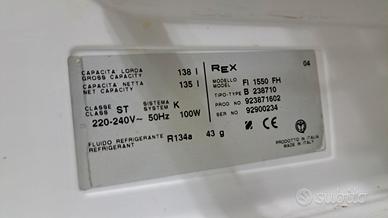 CAPACITA LORDA
GROSS CAPACITY 138 l
CAPACITA NETTA
NET CAPACITY 135 l
CLASSE
CLASS ST SISTEMA
SYSTEM K
220-240V~ 50Hz 100W
FLUIDO REFRIGERANTE
REFRIGERANT R134a 43 g
REX 04
MODELLO
MODEL FI 1550 FH
TIPO-TYPE B 238710
PROD NO 923871602
SER NO 92900234
CE
PRODOTTO IN ITALIA
MADE IN ITALY
subito